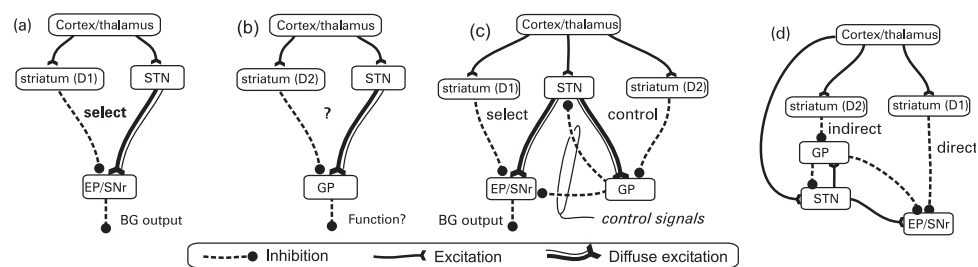 (a)
Cortex/thalamus
striatum (D1)
STN
select
EP/SNr
BG output
(b)
Cortex/thalamus
striatum (D2)
STN
?
GP
Function?
(c)
Cortex/thalamus
striatum (D1)
STN
striatum (D2)
select
control
EP/SNr
GP
BG output
control signals
(d)
Cortex/thalamus
striatum (D2)
striatum (D1)
indirect
direct
GP
STN
EP/SNr
Inhibition
Excitation
Diffuse excitation